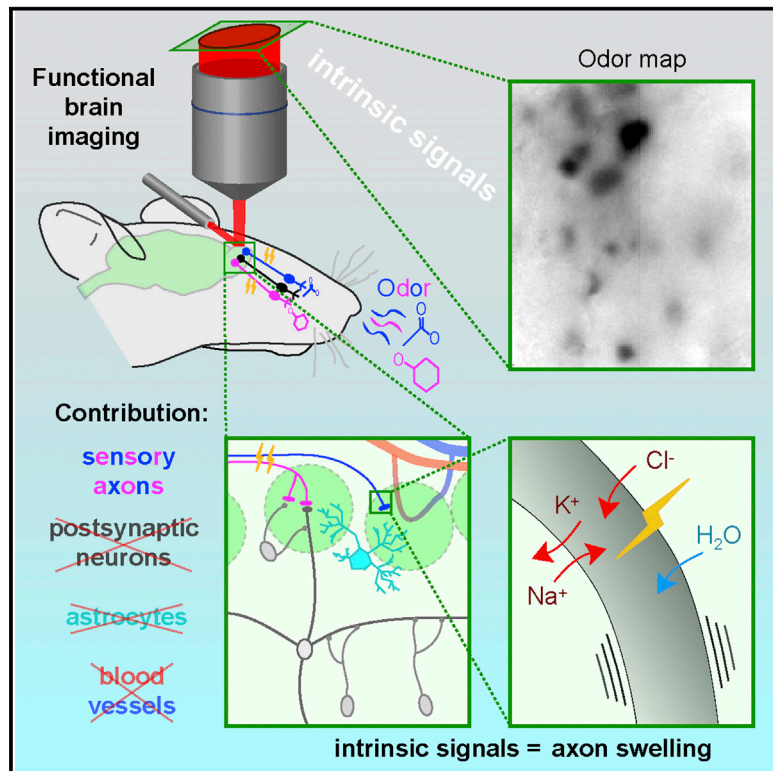 Functional
brain
imaging
intrinsic signals
Odor map
Odor
O
O
O
O
O
O
Contribution:
sensory
axons
postsynaptic
neurons
astrocytes
blood
vessels
Cl-
K+
Na+
H2O
intrinsic signals = axon swelling